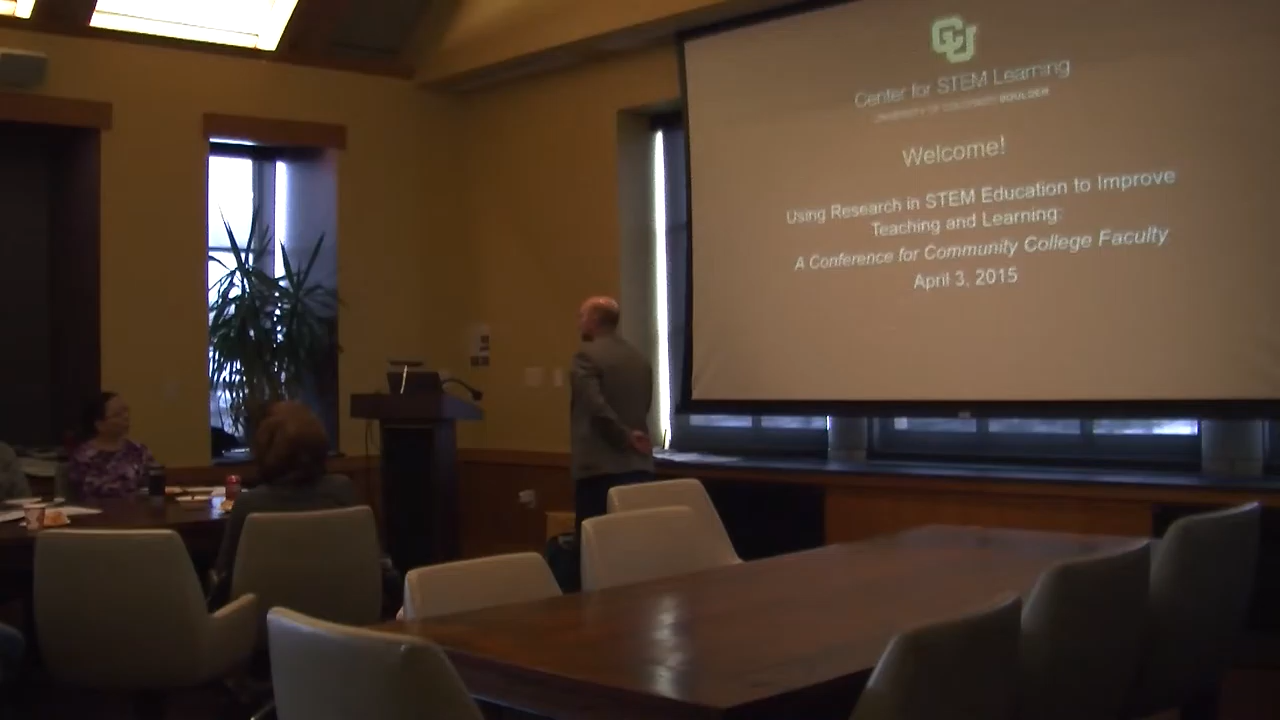 CU
Center for STEM Learning
UNIVERSITY OF COLORADO BOULDER
Welcome!
Using Research in STEM Education to Improve
Teaching and Learning:
A Conference for Community College Faculty
April 3, 2015